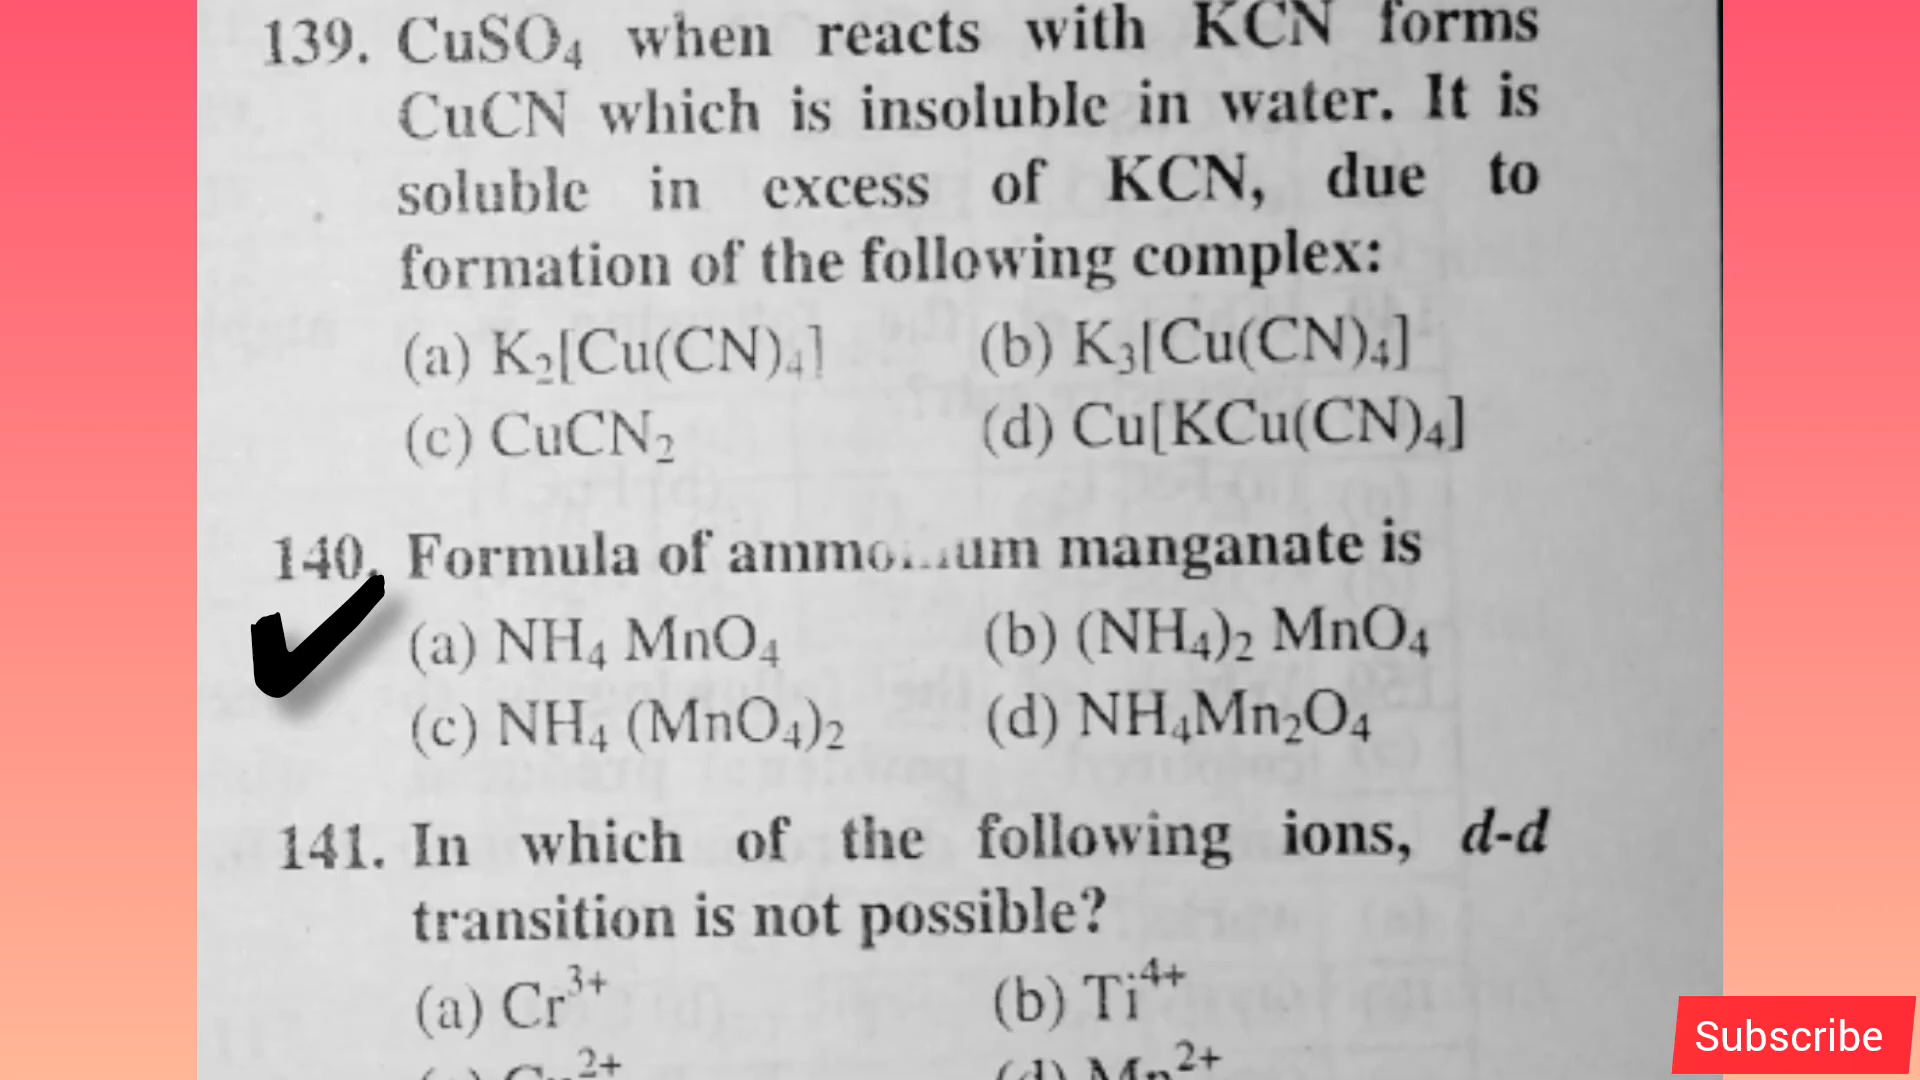 139. CuSO₄ when reacts with KCN forms
CuCN which is insoluble in water. It is
soluble in excess of KCN, due to
formation of the following complex:
(a) K₂[Cu(CN)₄] (b) K₃[Cu(CN)₄]
(c) CuCN₂ (d) Cu[KCu(CN)₄]
140. Formula of ammonium manganate is
(a) NH₄ MnO₄ (b) (NH₄)₂ MnO₄
(c) NH₄ (MnO₄)₂ (d) NH₄Mn₂O₄
141. In which of the following ions, d-d
transition is not possible?
(a) Cr³⁺ (b) Ti⁴⁺
(d) Mn²⁺
Subscribe